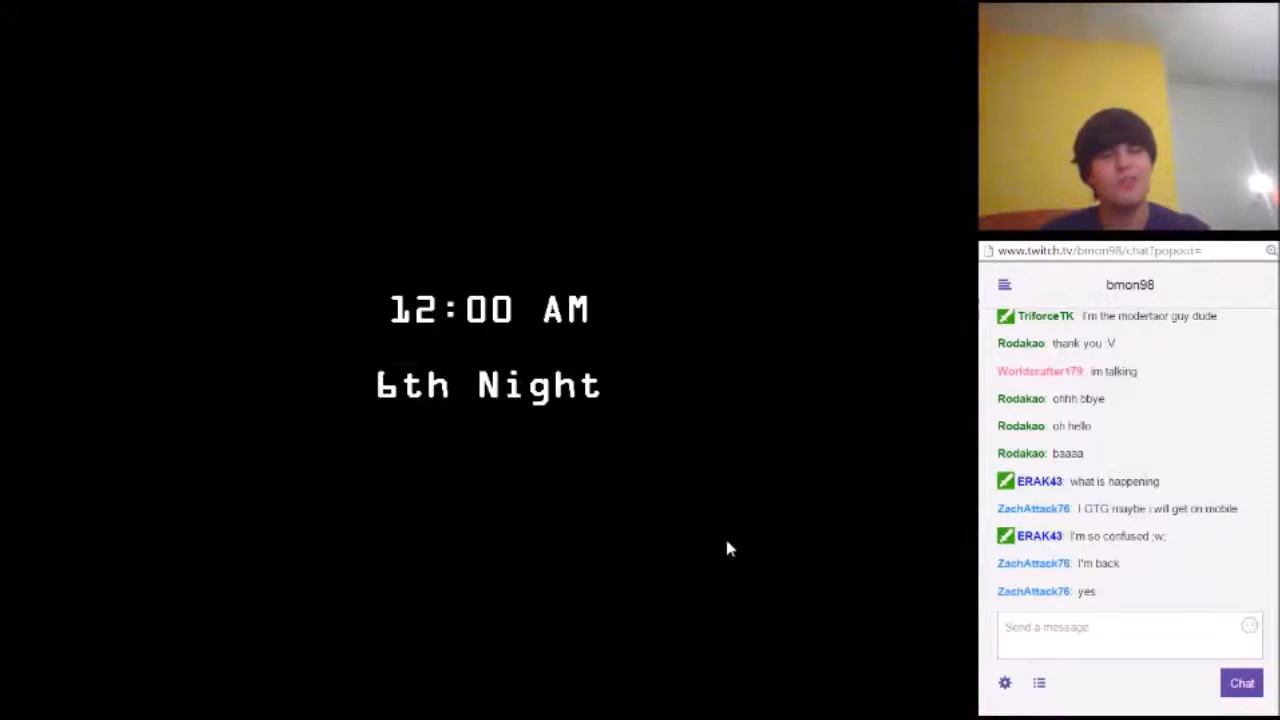 12:00 AM
6th Night
www.twitch.tv/bmon98/chat?popout=
bmon98
TriforceTK I'm the modertaor guy dude
Rodakao: thank you :V
Worldcrafter179 im talking
Rodakao: ohhh bbye
Rodakao: oh hello
Rodakao: baaaa
ERAK43: what is happening
ZachAttack76: I GTG maybe i will get on mobile
ERAK43: I'm so confused ;w;
ZachAttack76: I'm back
ZachAttack76: yes
Send a message
Chat